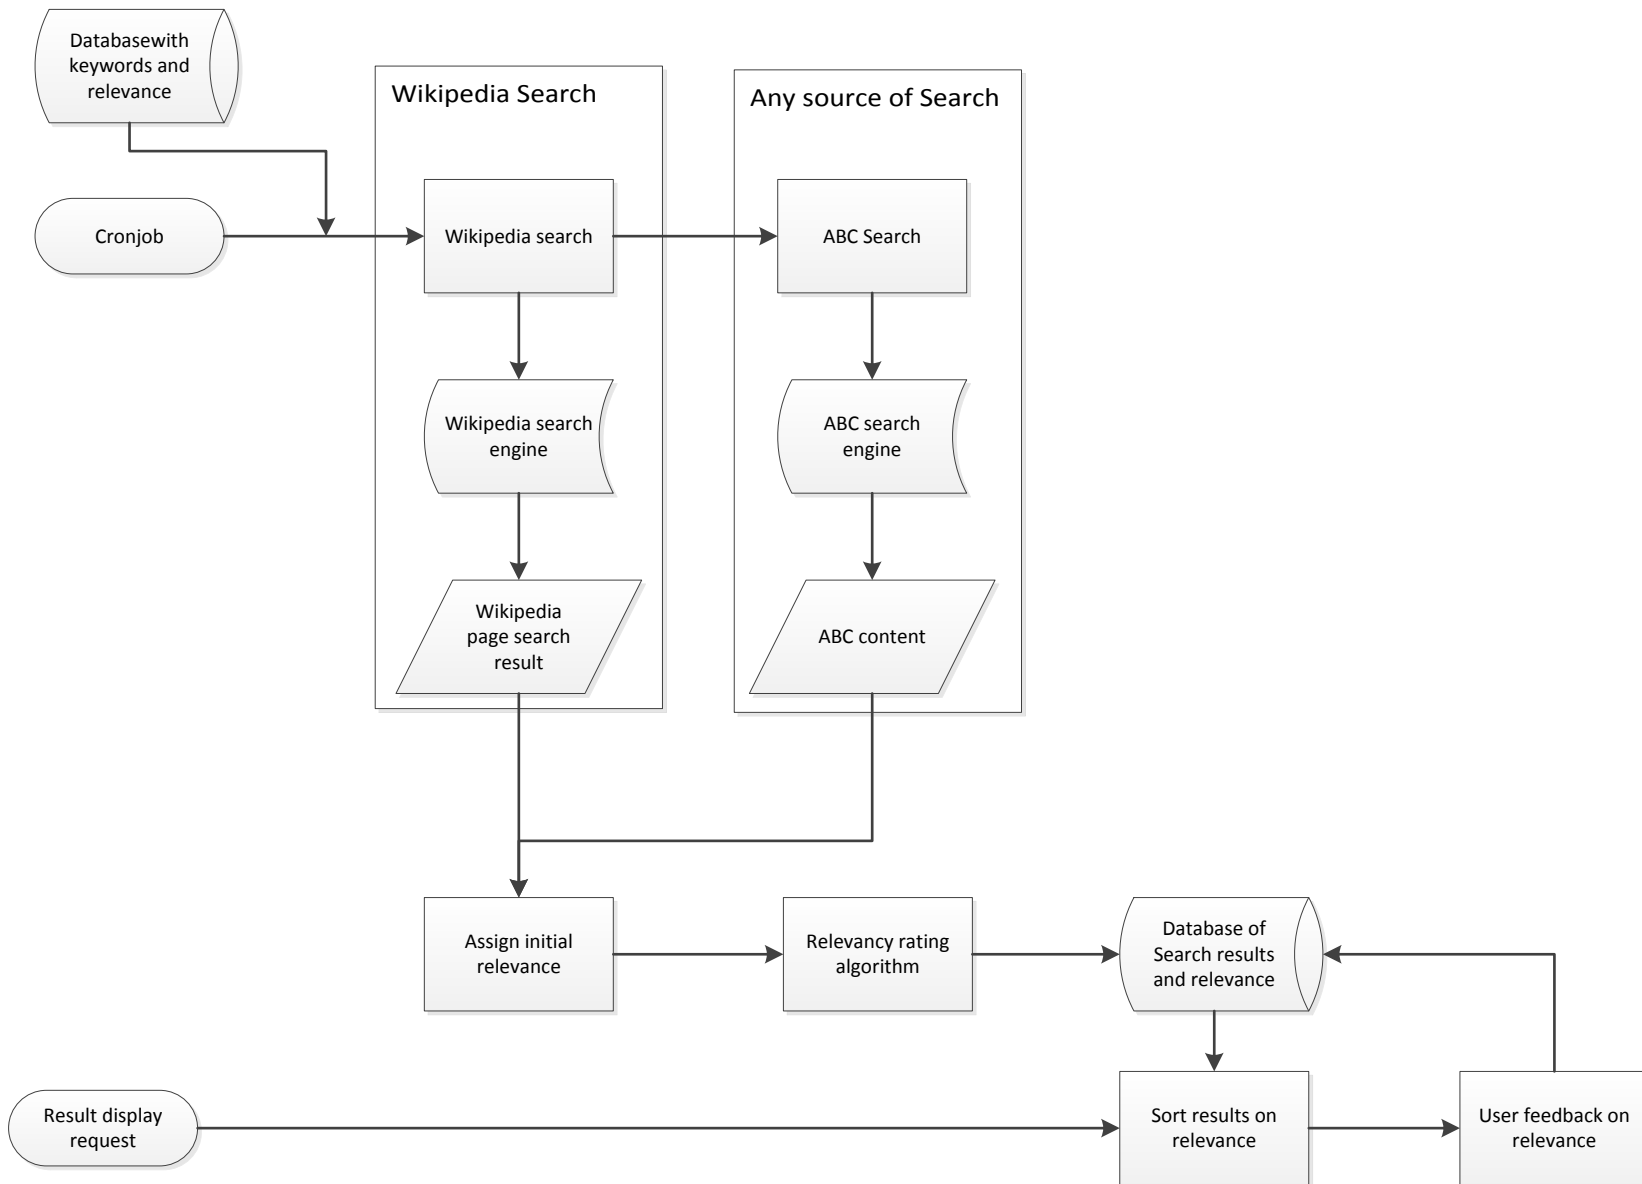 Databasewith
keywords and
relevance
Wikipedia Search
Any source of Search
Cronjob
Wikipedia search
ABC Search
Wikipedia search
engine
ABC search
engine
Wikipedia
page search
result
ABC content
Assign initial
relevance
Relevancy rating
algorithm
Database of
Search results
and relevance
Result display
request
Sort results on
relevance
User feedback on
relevance